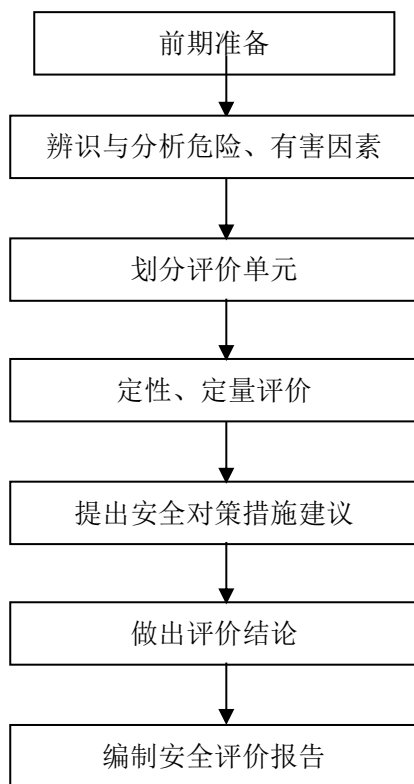 前期准备
辨识与分析危险、有害因素
划分评价单元
定性、定量评价
提出安全对策措施建议
做出评价结论
编制安全评价报告